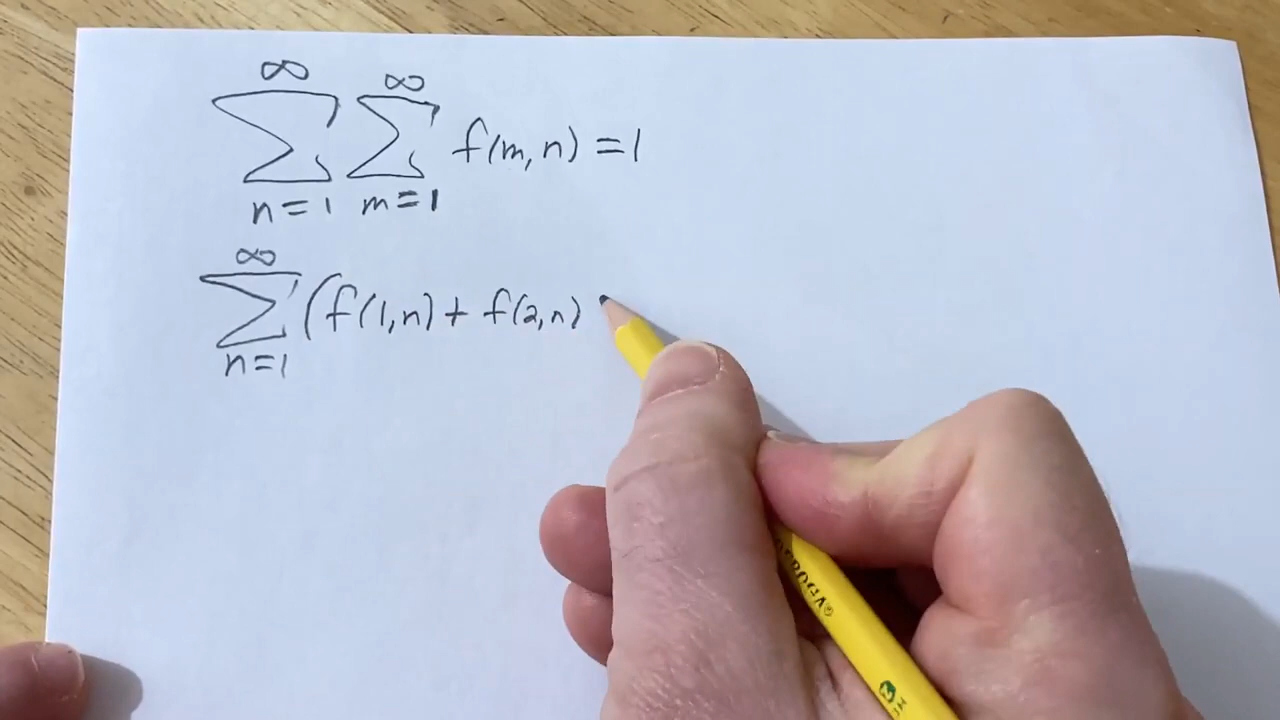 ∞ ∞
∑ ∑ f(m, n) = 1
n=1 m=1
∞
∑ (f(1,n) + f(2,n)
n=1